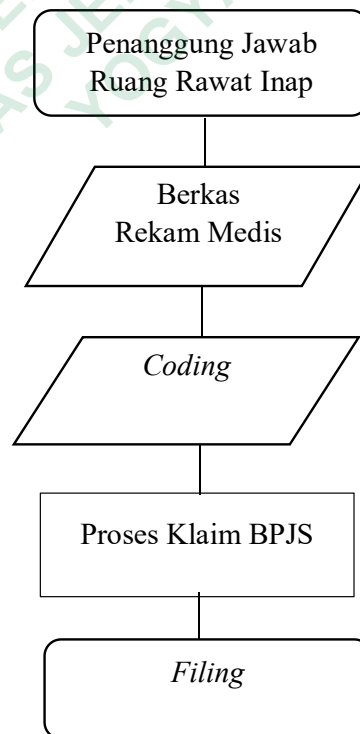 Penanggung Jawab
Ruang Rawat Inap
Berkas
Rekam Medis
Coding
Proses Klaim BPJS
Filing